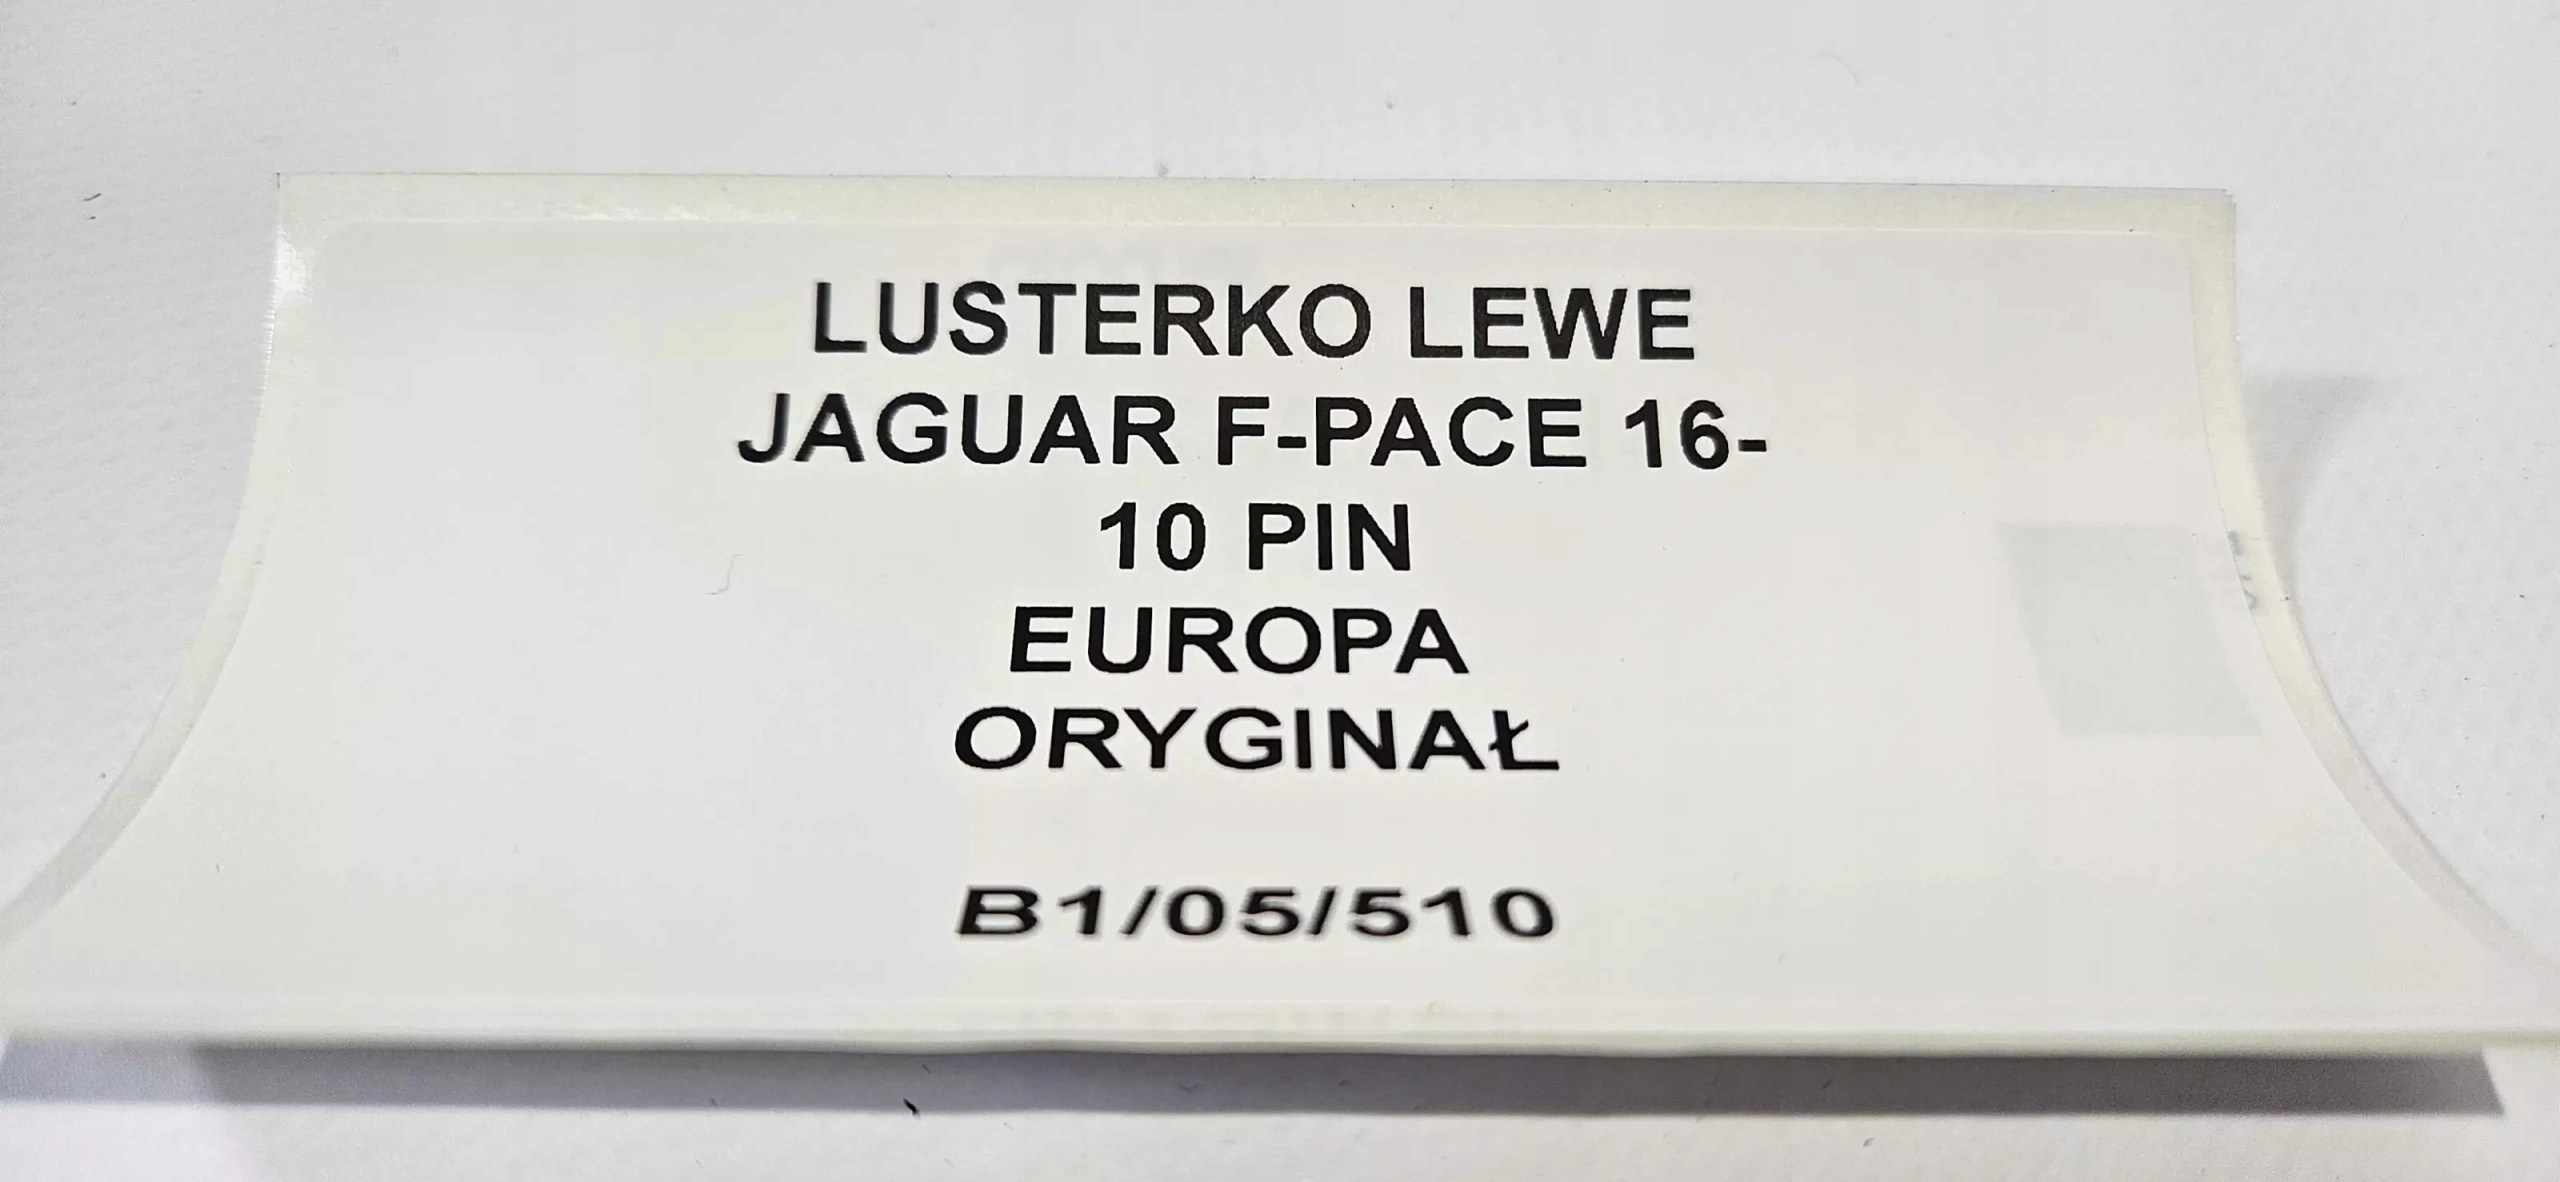 LUSTERKO LEWE
JAGUAR F-PACE 16-
10 PIN
EUROPA
ORYGINAŁ
B1/05/510